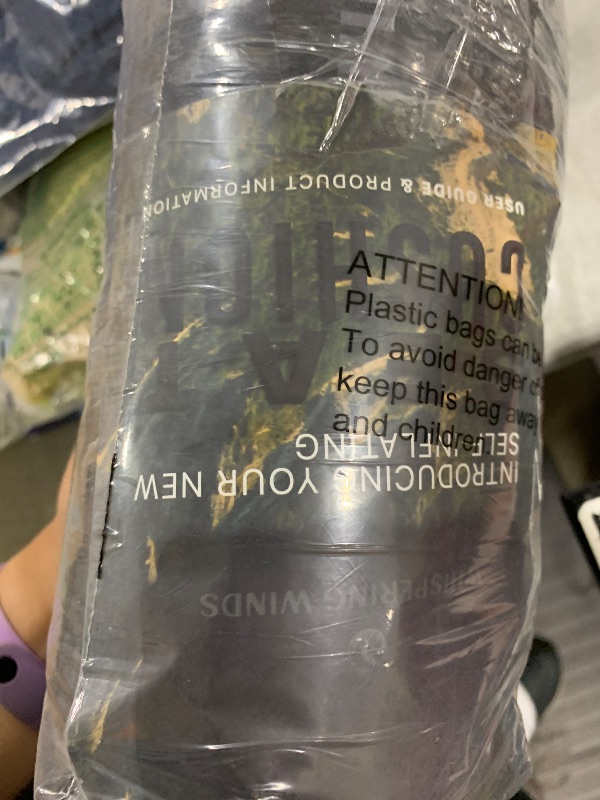 ATTENTION!
Plastic bags can be
To avoid danger
keep this bag away
and children.
WHISPERING WINDS
INTRODUCING YOUR NEW
SELF-INFLATING
USER GUIDE & PRODUCT INFORMATION